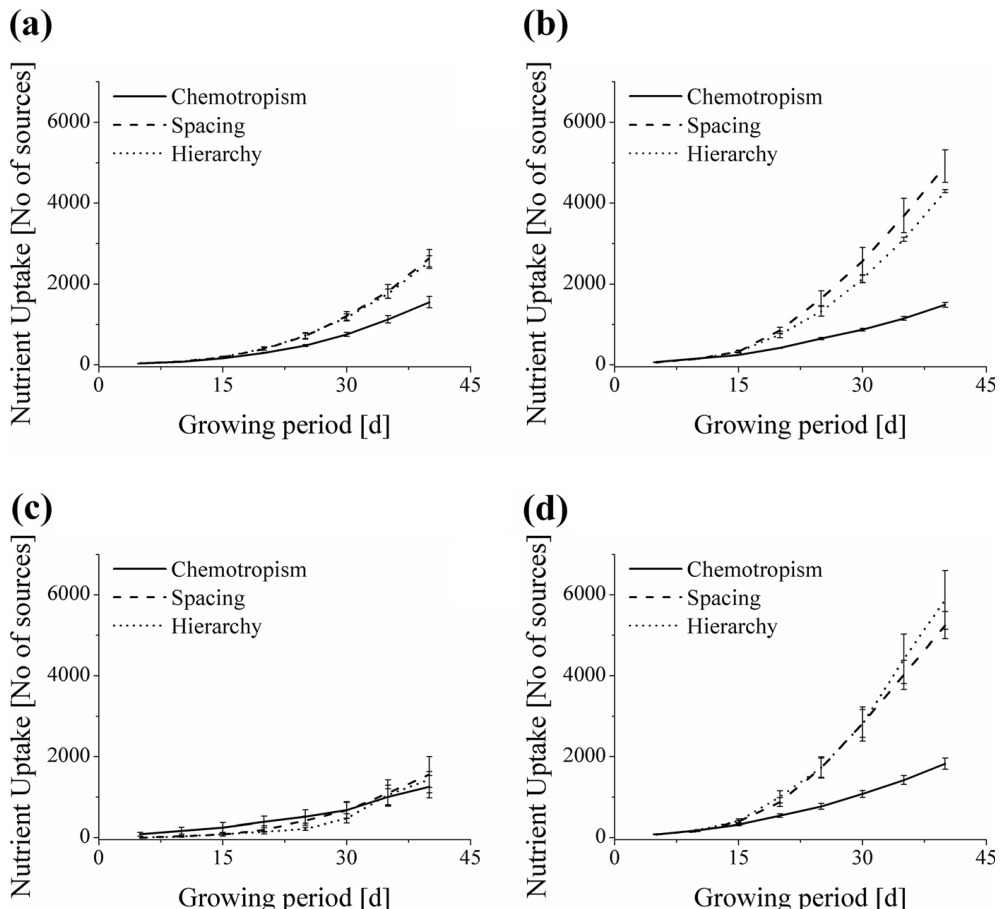 (a)
Nutrient Uptake [No of sources]
Chemotropism
Spacing
Hierarchy
6000
4000
2000
0
0 15 30 45
Growing period [d]
(b)
Nutrient Uptake [No of sources]
Chemotropism
Spacing
Hierarchy
6000
4000
2000
0
0 15 30 45
Growing period [d]
(c)
Nutrient Uptake [No of sources]
Chemotropism
Spacing
Hierarchy
6000
4000
2000
0
0 15 30 45
Growing period [d]
(d)
Nutrient Uptake [No of sources]
Chemotropism
Spacing
Hierarchy
6000
4000
2000
0
0 15 30 45
Growing period [d]